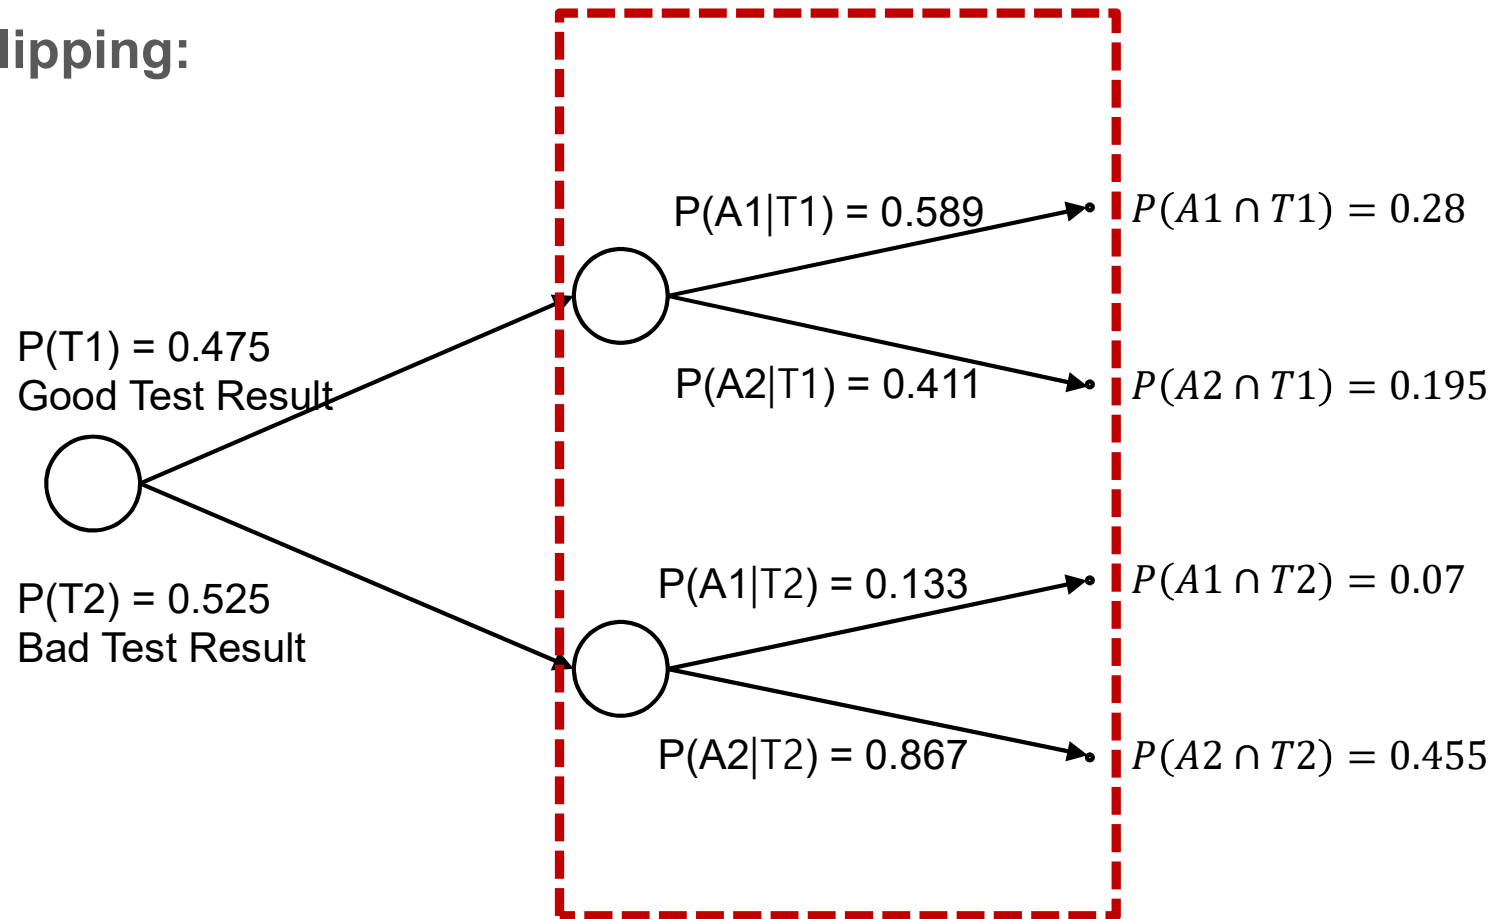 lipping:
P(A1|T1) = 0.589
P(A1 ∩ T1) = 0.28
P(T1) = 0.475
Good Test Result
P(A2|T1) = 0.411
P(A2 ∩ T1) = 0.195
P(T2) = 0.525
Bad Test Result
P(A1|T2) = 0.133
P(A1 ∩ T2) = 0.07
P(A2|T2) = 0.867
P(A2 ∩ T2) = 0.455